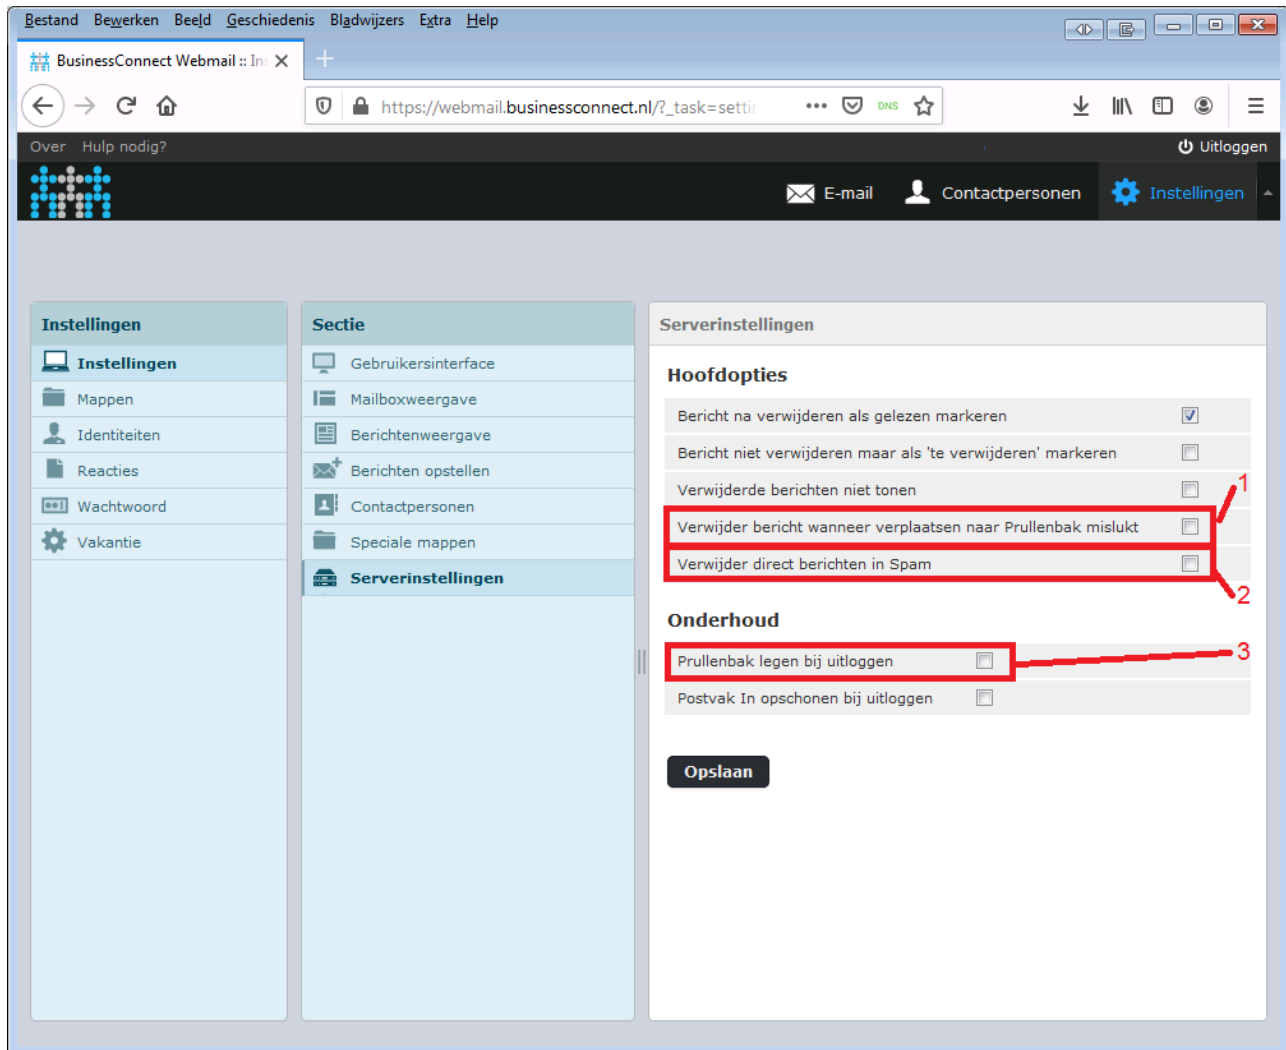 Bestand Bewerken Beeld Geschiedenis Bladwijzers Extra Help
BusinessConnect Webmail :: In
https://webmail.businessconnect.nl/?_task=settin
DNS
Over Hulp nodig?
Uitloggen
E-mail Contactpersonen Instellingen
Instellingen
Instellingen
Mappen
Identiteiten
Reacties
Wachtwoord
Vakantie
Sectie
Gebruikersinterface
Mailboxweergave
Berichtenweergave
Berichten opstellen
Contactpersonen
Speciale mappen
Serverinstellingen
Serverinstellingen
Hoofdopties
Bericht na verwijderen als gelezen markeren
Bericht niet verwijderen maar als 'te verwijderen' markeren
Verwijderde berichten niet tonen
1
Verwijder bericht wanneer verplaatsen naar Prullenbak mislukt
Verwijder direct berichten in Spam
2
Onderhoud
Prullenbak legen bij uitloggen
3
Postvak In opschonen bij uitloggen
Opslaan